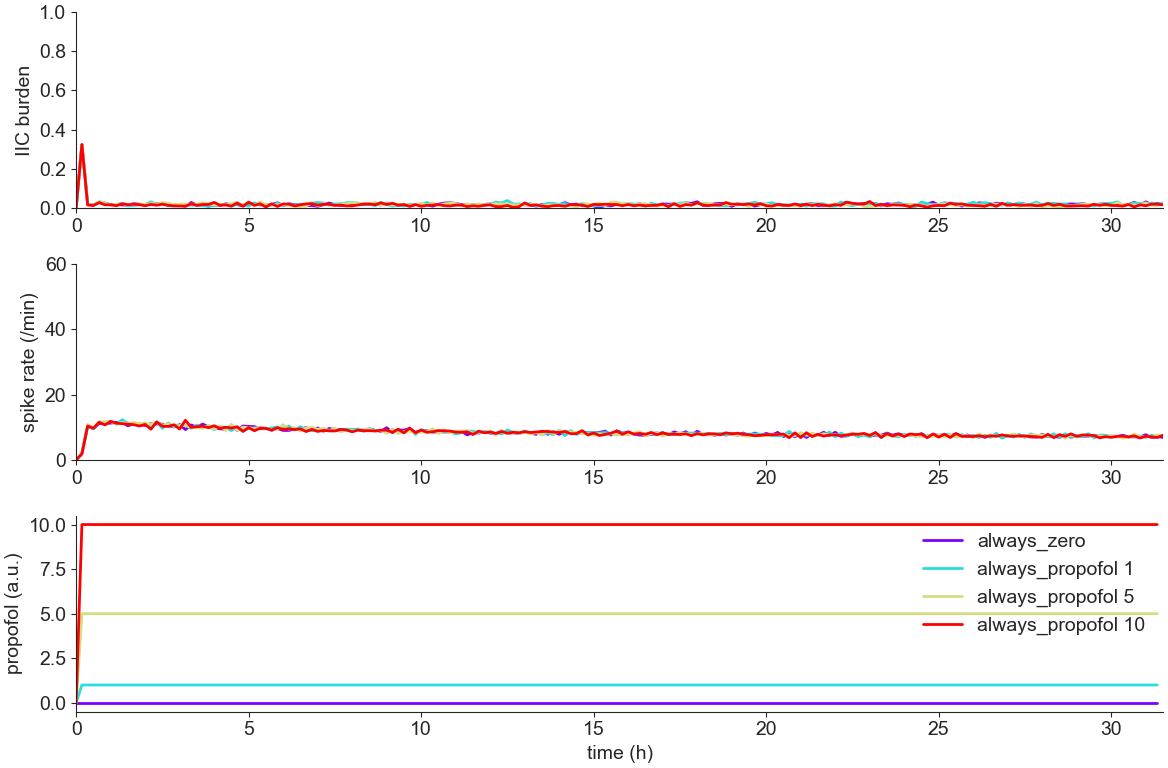 IIC burden
1.0
0.8
0.6
0.4
0.2
0.0
0 5 10 15 20 25 30
spike rate (/min)
60
40
20
0
0 5 10 15 20 25 30
propofol (a.u.)
10.0
7.5
5.0
2.5
0.0
always_zero
always_propofol 1
always_propofol 5
always_propofol 10
0 5 10 15 20 25 30
time (h)